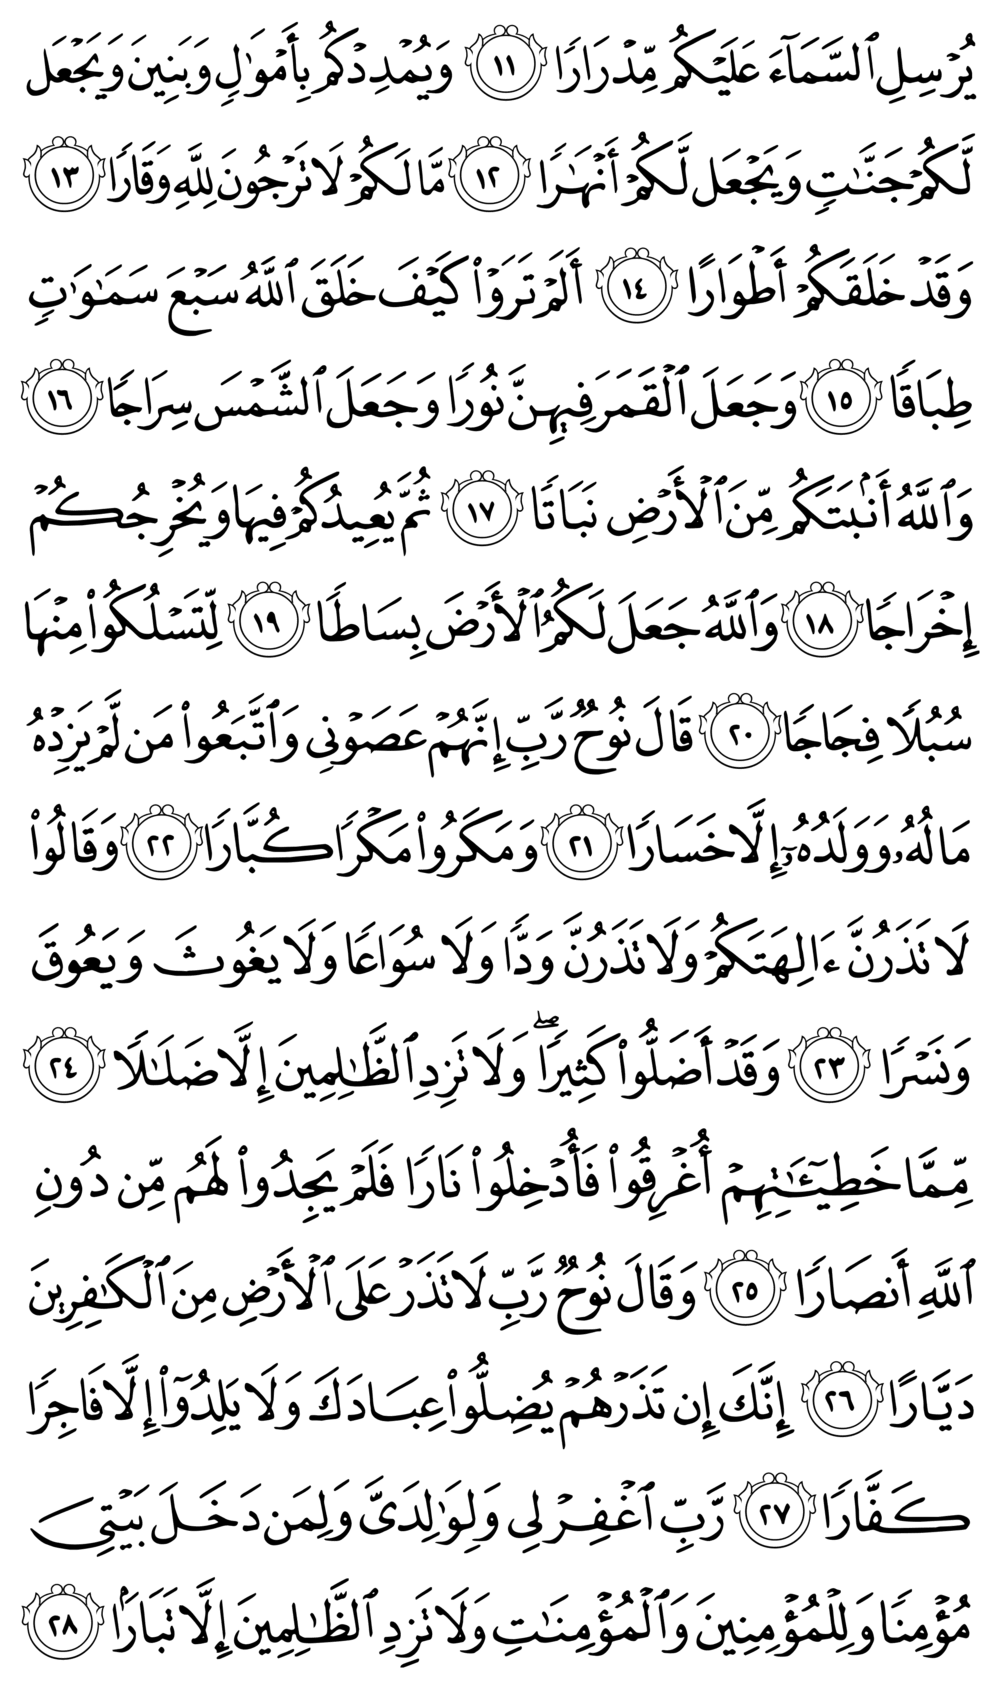 يُرْسِلِ ٱلسَّمَآءَ عَلَيْكُم مِّدْرَارًا ١١ وَيُمْدِدْكُم بِأَمْوَٰلٍ وَبَنِينَ وَيَجْعَل
لَّكُمْ جَنَّٰتٍ وَيَجْعَل لَّكُمْ أَنْهَٰرًا ١٢ مَّا لَكُمْ لَا تَرْجُونَ لِلَّهِ وَقَارًا ١٣
وَقَدْ خَلَقَكُمْ أَطْوَارًا ١٤ أَلَمْ تَرَوْا۟ كَيْفَ خَلَقَ ٱللَّهُ سَبْعَ سَمَٰوَٰتٍ
طِبَاقًا ١٥ وَجَعَلَ ٱلْقَمَرَ فِيهِنَّ نُورًا وَجَعَلَ ٱلشَّمْسَ سِرَاجًا ١٦
وَٱللَّهُ أَنۢبَتَكُم مِّنَ ٱلْأَرْضِ نَبَاتًا ١٧ ثُمَّ يُعِيدُكُمْ فِيهَا وَيُخْرِجُكُمْ
إِخْرَاجًا ١٨ وَٱللَّهُ جَعَلَ لَكُمُ ٱلْأَرْضَ بِسَاطًا ١٩ لِّتَسْلُكُوا۟ مِنْهَا
سُبُلًا فِجَاجًا ٢٠ قَالَ نُوحٌ رَّبِّ إِنَّهُمْ عَصَوْنِى وَٱتَّبَعُوا۟ مَن لَّمْ يَزِدْهُ
مَالُهُۥ وَوَلَدُهُۥٓ إِلَّا خَسَارًا ٢١ وَمَكَرُوا۟ مَكْرًا كُبَّارًا ٢٢ وَقَالُوا۟
لَا تَذَرُنَّ ءَالِهَتَكُمْ وَلَا تَذَرُنَّ وَدًّا وَلَا سُوَاعًا وَلَا يَغُوثَ وَيَعُوقَ
وَنَسْرًا ٢٣ وَقَدْ أَضَلُّوا۟ كَثِيرًا ۖ وَلَا تَزِدِ ٱلظَّٰلِمِينَ إِلَّا ضَلَٰلًا ٢٤
مِّمَّا خَطِيٓـَٰٔتِهِمْ أُغْرِقُوا۟ فَأُدْخِلُوا۟ نَارًا فَلَمْ يَجِدُوا۟ لَهُم مِّن دُونِ
ٱللَّهِ أَنصَارًا ٢٥ وَقَالَ نُوحٌ رَّبِّ لَا تَذَرْ عَلَى ٱلْأَرْضِ مِنَ ٱلْكَٰفِرِينَ
دَيَّارًا ٢٦ إِنَّكَ إِن تَذَرْهُمْ يُضِلُّوا۟ عِبَادَكَ وَلَا يَلِدُوٓا۟ إِلَّا فَاجِرًا
كَفَّارًا ٢٧ رَّبِّ ٱغْفِرْ لِى وَلِوَٰلِدَىَّ وَلِمَن دَخَلَ بَيْتِىَ
مُؤْمِنًا وَلِلْمُؤْمِنِينَ وَٱلْمُؤْمِنَٰتِ وَلَا تَزِدِ ٱلظَّٰلِمِينَ إِلَّا تَبَارًۢا ٢٨